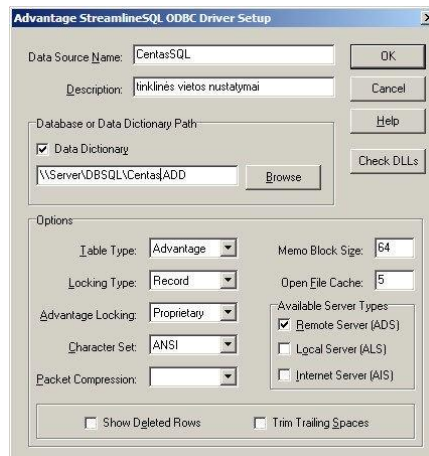 Advantage StreamlineSQL ODBC Driver Setup
Data Source Name: CentasSQL OK
Description: tinklinės vietos nustatymai Cancel
Database or Data Dictionary Path Help
Data Dictionary
\\Server\DBSQL\Centas.ADD Browse Check DLLs
Options
Table Type: Advantage Memo Block Size: 64
Locking Type: Record Open File Cache: 5
Advantage Locking: Proprietary Available Server Types
Remote Server (ADS)
Character Set: ANSI Local Server (ALS)
Packet Compression: Internet Server (AIS)
Show Deleted Rows Trim Trailing Spaces